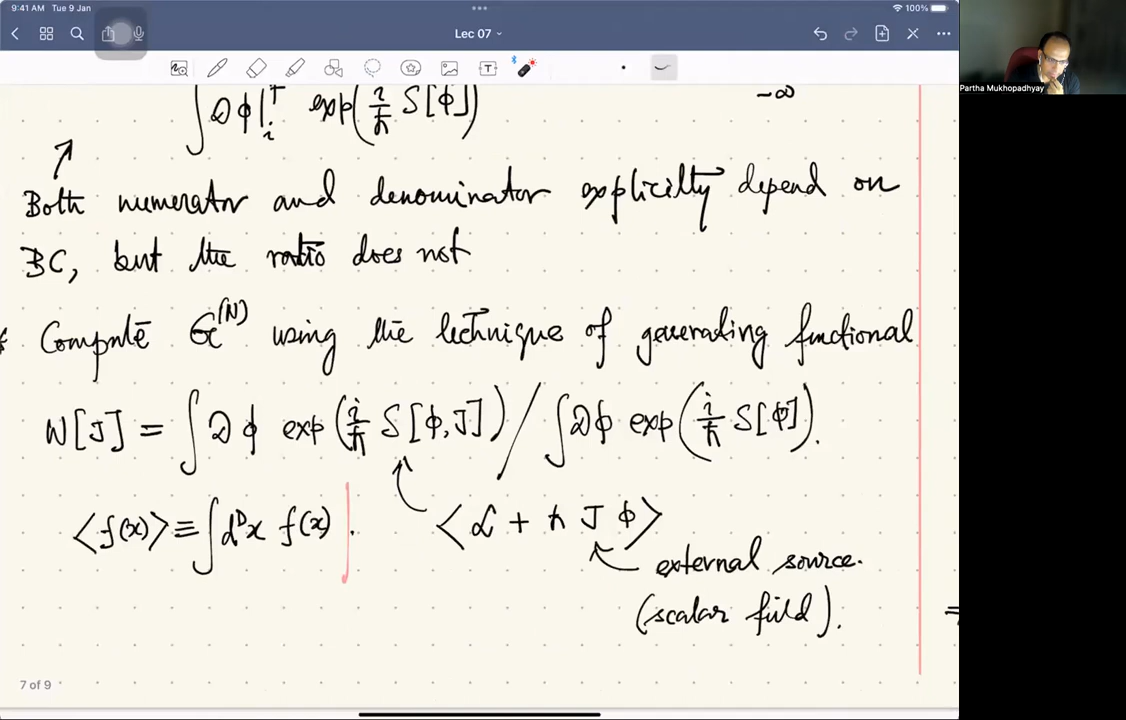 9:41 AM Tue 9 Jan
100%
Lec 07
Partha Mukhopadhyay
∫ 𝒟ϕ|_i^f exp(i/ħ S[ϕ])
-∞
Both numerator and denominator explicilty depend on
BC, but the ratio does not
* Compute G^(N) using the technique of generating functional
W[J] = ∫ 𝒟ϕ exp(i/ħ S[ϕ,J]) / ∫ 𝒟ϕ exp(i/ħ S[ϕ]).
<f(x)> ≡ ∫ d^D x f(x) . <ℒ + ħ J ϕ>
external source.
(scalar field).
7 of 9